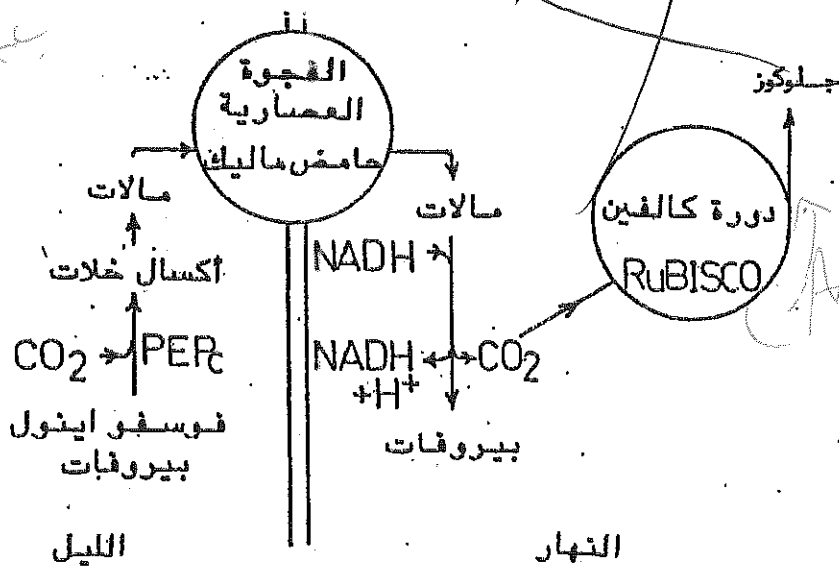 الفجوة
العصارية
حامض ماليك
جلوكوز
مالات
مالات
دورة كالفين
RuBISCO
أكسال خلات
NADH
CO₂
PEPc
NADH
+H⁺
CO₂
فوسفو اينول
بيروفات
بيروفات
الليل
النهار